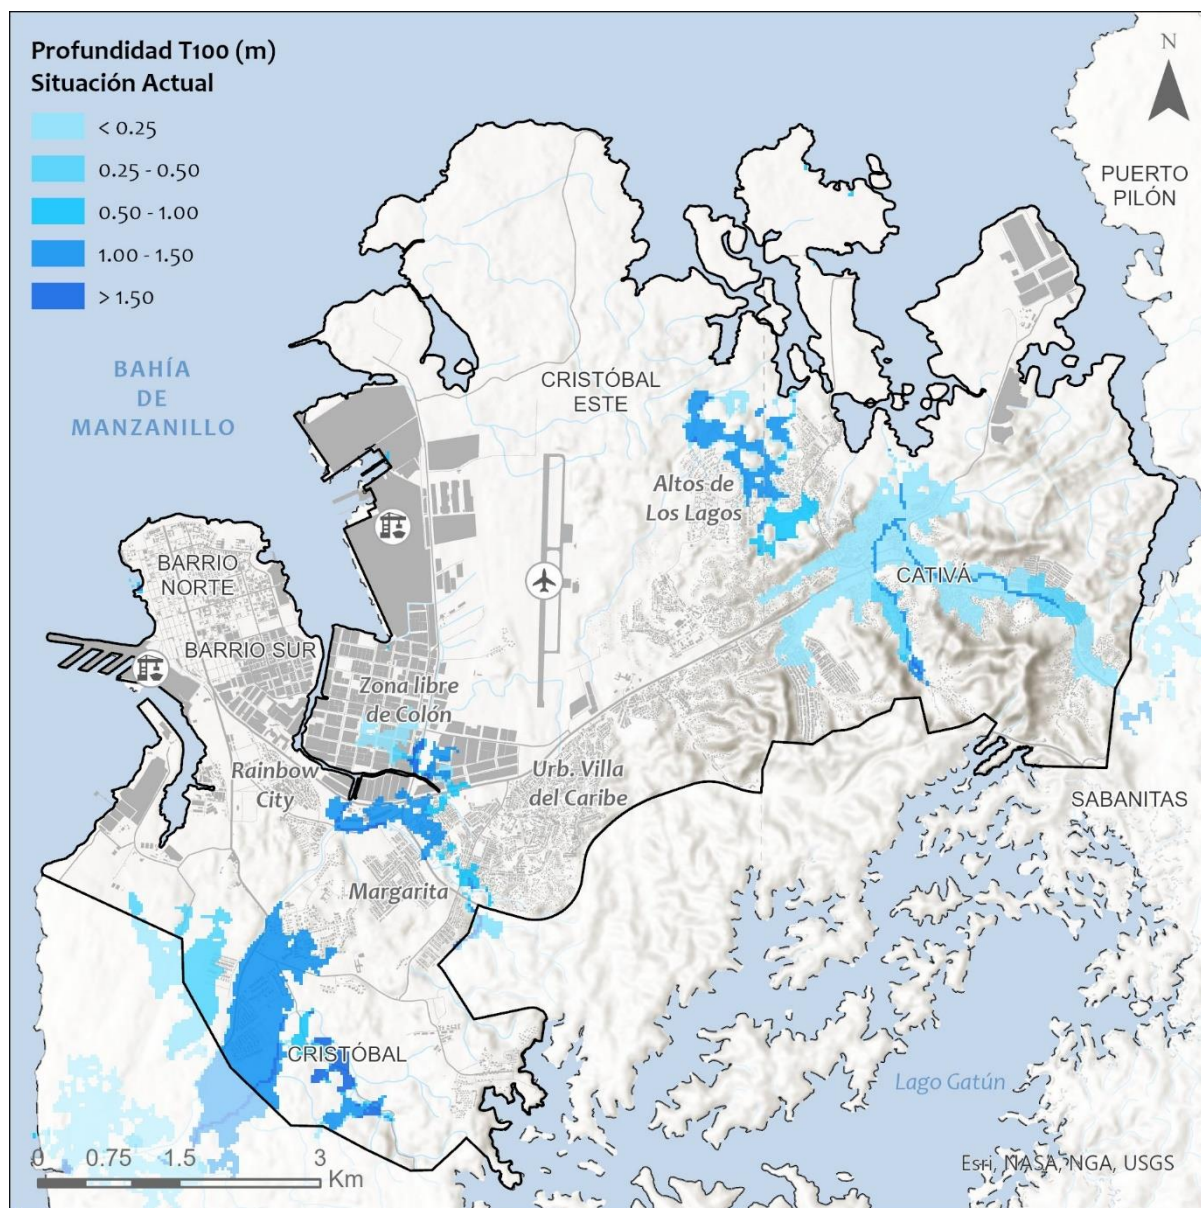 Profundidad T100 (m)
Situación Actual
< 0.25
0.25 - 0.50
0.50 - 1.00
1.00 - 1.50
> 1.50
N
PUERTO
PILÓN
BAHÍA
DE
MANZANILLO
CRISTÓBAL
ESTE
Altos de
Los Lagos
BARRIO
NORTE
CATIVÁ
BARRIO SUR
Zona libre
de Colón
Rainbow
City
Urb. Villa
del Caribe
SABANITAS
Margarita
CRISTÓBAL
Lago Gatún
0 0.75 1.5 3
Km
Esri, NASA, NGA, USGS